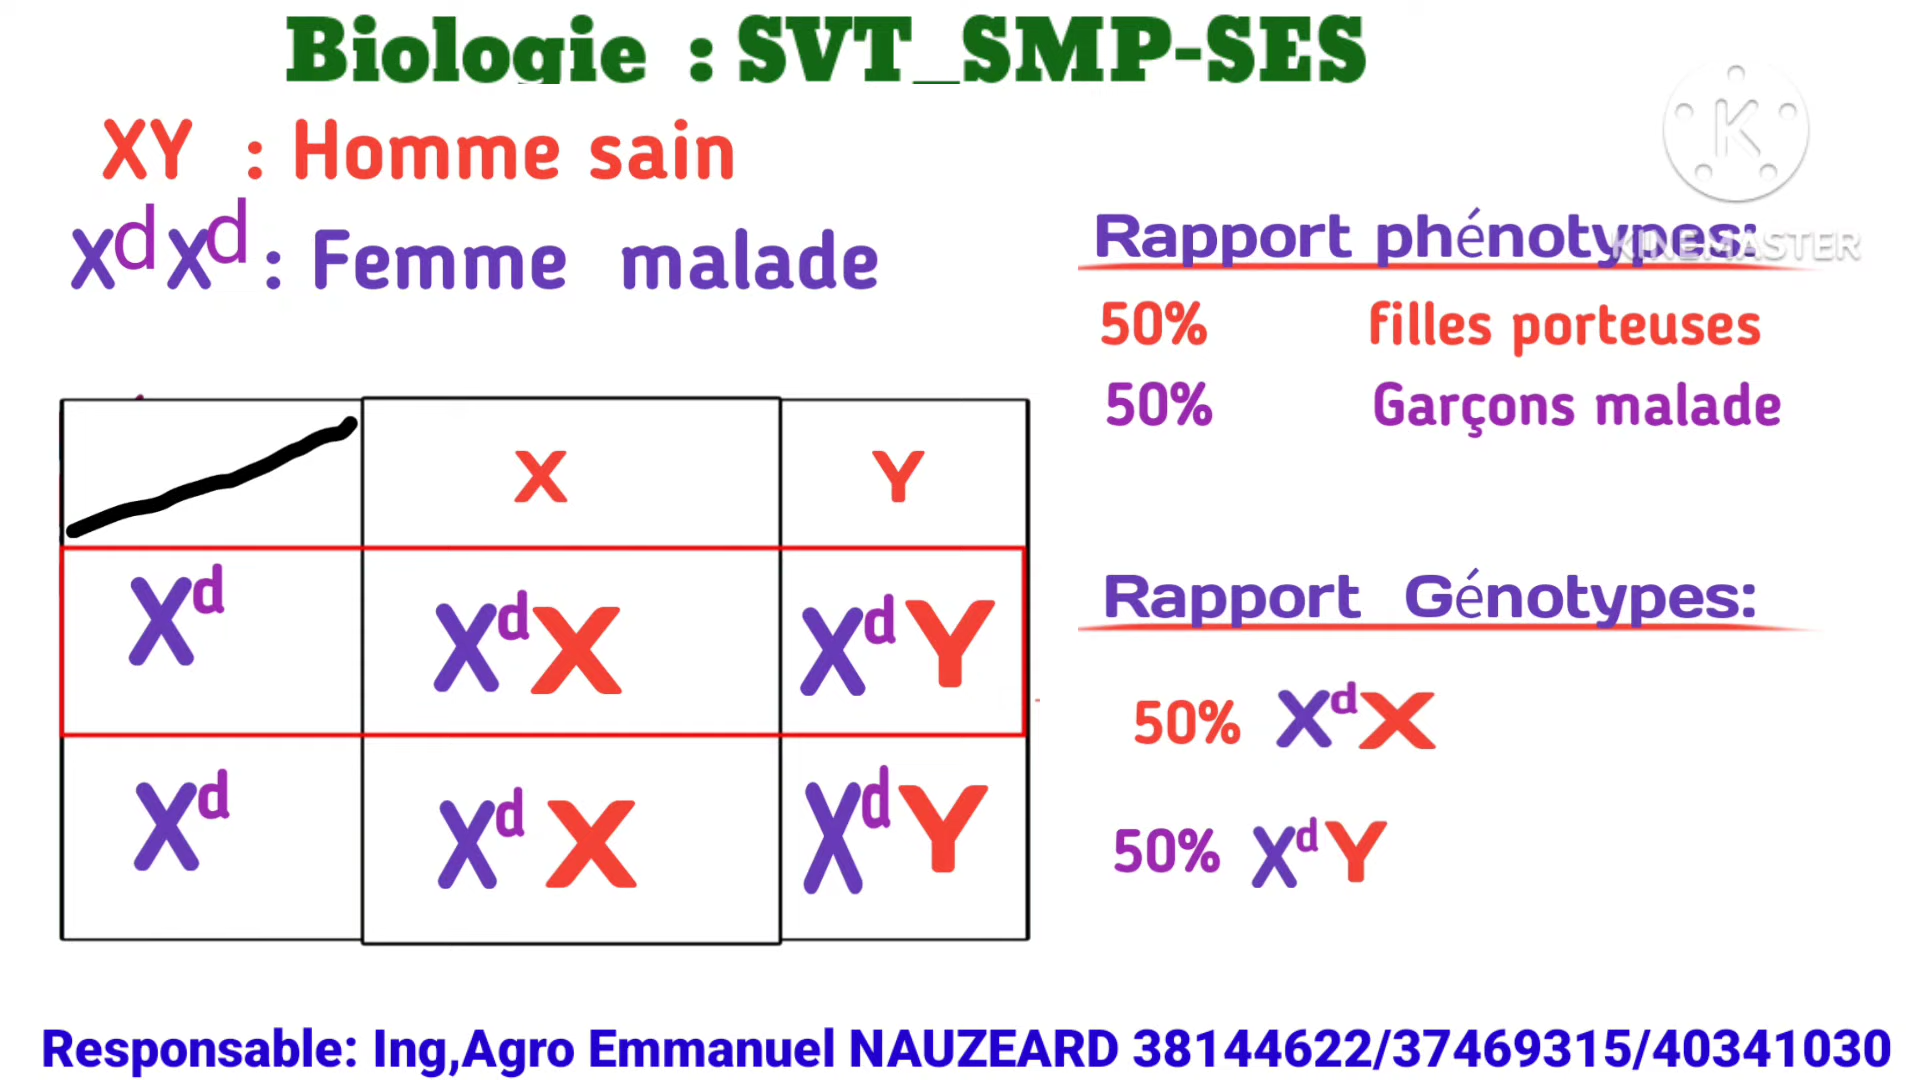 Biologie : SVT_SMP-SES
XY : Homme sain
XᵈXᵈ : Femme malade
K
KINEMASTER
Rapport phénotypes:
50% filles porteuses
50% Garçons malade
X Y
Xᵈ XᵈX XᵈY
Xᵈ XᵈX XᵈY
Rapport Génotypes:
50% XᵈX
50% XᵈY
Responsable: Ing,Agro Emmanuel NAUZEARD 38144622/37469315/40341030